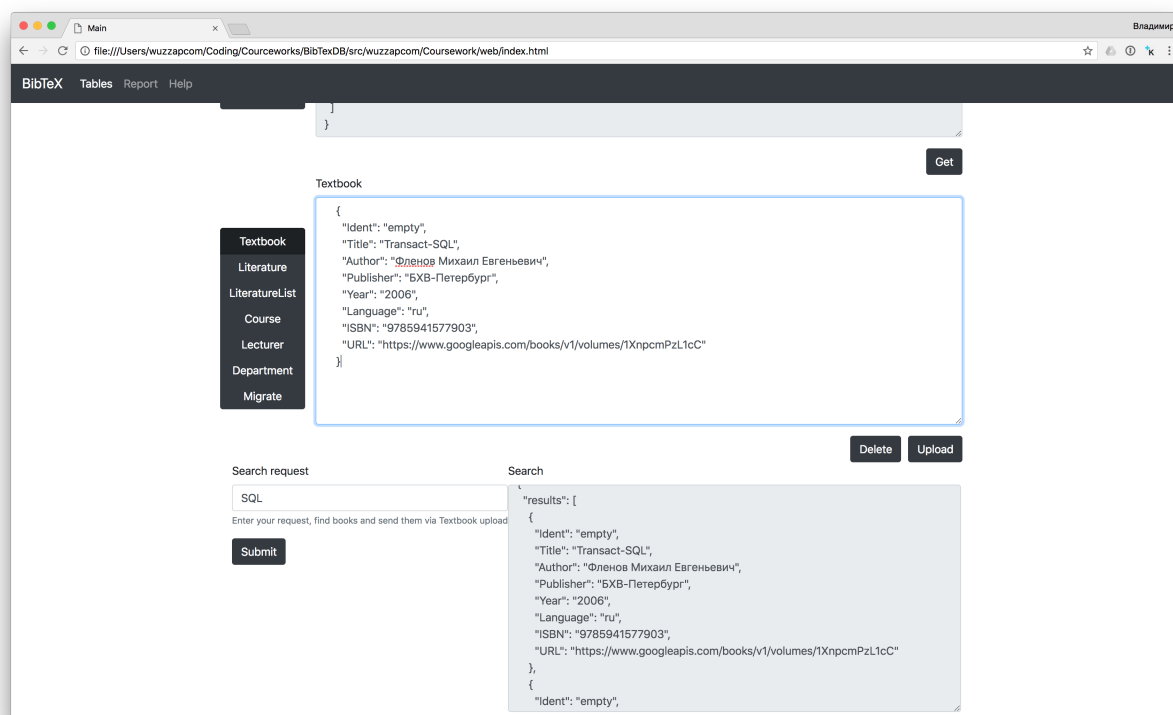 Main
Владимир
file:///Users/wuzzapcom/Coding/Courceworks/BibTexDB/src/wuzzapcom/Coursework/web/index.html
BibTeX Tables Report Help
]
}
Get
Textbook
{
"Ident": "empty",
"Title": "Transact-SQL",
"Author": "Фленов Михаил Евгеньевич",
"Publisher": "БХВ-Петербург",
"Year": "2006",
"Language": "ru",
"ISBN": "9785941577903",
"URL": "https://www.googleapis.com/books/v1/volumes/1XnpcmPzL1cC"
}
Textbook
Literature
LiteratureList
Course
Lecturer
Department
Migrate
Delete Upload
Search request
SQL
Enter your request, find books and send them via Textbook upload
Submit
Search
{
"results": [
{
"Ident": "empty",
"Title": "Transact-SQL",
"Author": "Фленов Михаил Евгеньевич",
"Publisher": "БХВ-Петербург",
"Year": "2006",
"Language": "ru",
"ISBN": "9785941577903",
"URL": "https://www.googleapis.com/books/v1/volumes/1XnpcmPzL1cC"
},
{
"Ident": "empty",